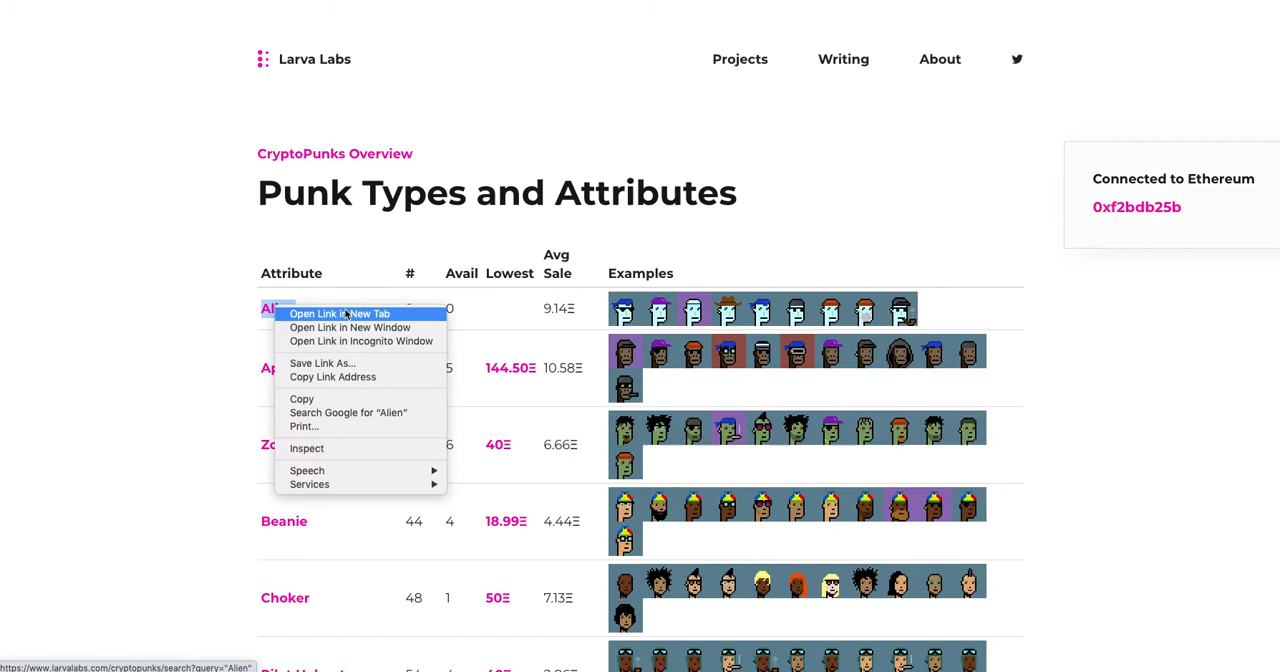 Larva Labs
Projects Writing About
CryptoPunks Overview
Punk Types and Attributes
Connected to Ethereum
0xf2bdb25b
Attribute # Avail Lowest Avg Sale Examples
0 9.14Ξ
5 144.50Ξ 10.58Ξ
6 40Ξ 6.66Ξ
Beanie 44 4 18.99Ξ 4.44Ξ
Choker 48 1 50Ξ 7.13Ξ
Open Link in New Tab
Open Link in New Window
Open Link in Incognito Window
Save Link As...
Copy Link Address
Copy
Search Google for “Alien”
Print...
Inspect
Speech
Services
https://www.larvalabs.com/cryptopunks/search?query="Alien"